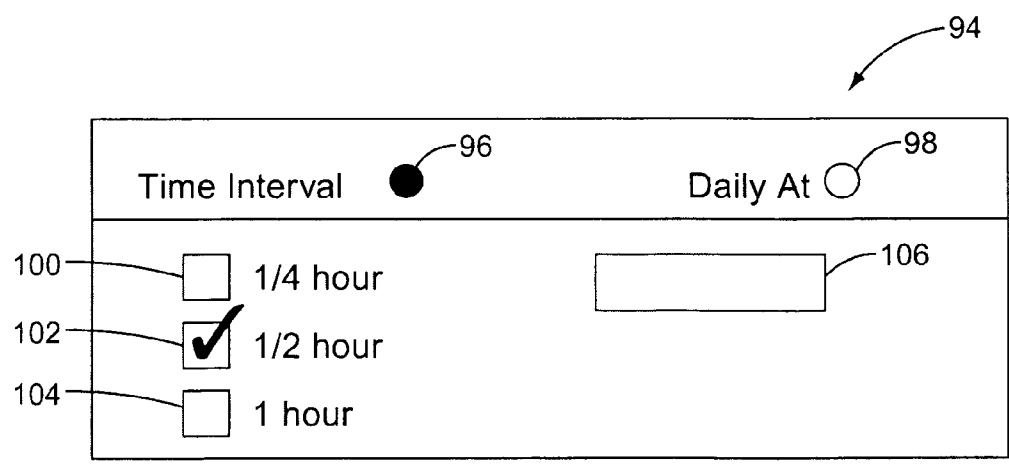 94
Time Interval 96 Daily At 98
100 1/4 hour 106
102 1/2 hour
104 1 hour